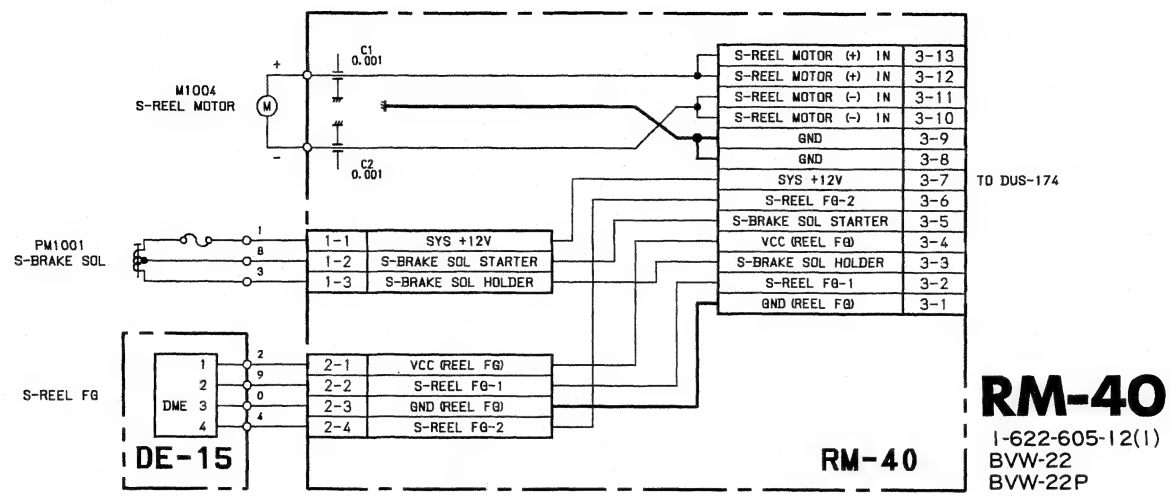 C1
0.001
M1004
S-REEL MOTOR
+
M
-
C2
0.001
S-REEL MOTOR (+) IN 3-13
S-REEL MOTOR (+) IN 3-12
S-REEL MOTOR (-) IN 3-11
S-REEL MOTOR (-) IN 3-10
GND 3-9
GND 3-8
SYS +12V 3-7
S-REEL FG-2 3-6
S-BRAKE SOL STARTER 3-5
VCC (REEL FG) 3-4
S-BRAKE SOL HOLDER 3-3
S-REEL FG-1 3-2
GND (REEL FG) 3-1
TO DUS-174
PM1001
S-BRAKE SOL
1 1-1 SYS +12V
8 1-2 S-BRAKE SOL STARTER
3 1-3 S-BRAKE SOL HOLDER
S-REEL FG
DME
1 2 2-1 VCC (REEL FG)
2 9 2-2 S-REEL FG-1
3 0 2-3 GND (REEL FG)
4 4 2-4 S-REEL FG-2
DE-15
RM-40
RM-40
1-622-605-12(1)
BVW-22
BVW-22P